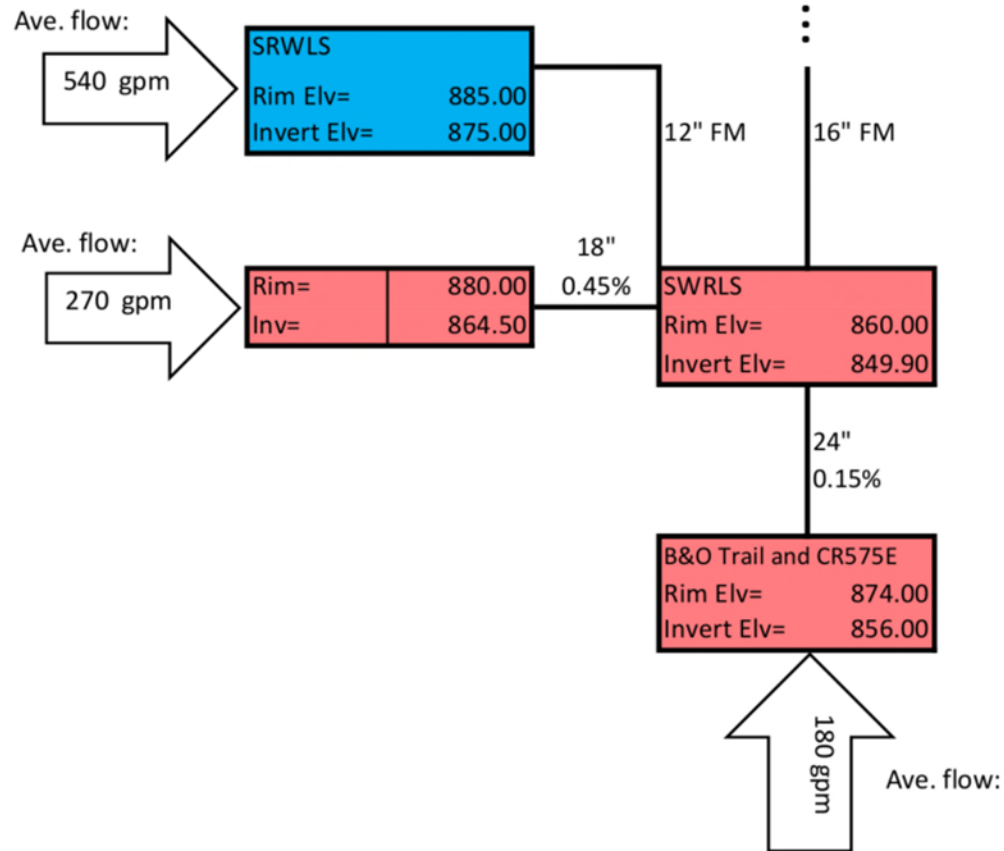 Ave. flow:
540 gpm
SRWLS
Rim Elv= 885.00
Invert Elv= 875.00
12" FM
16" FM
Ave. flow:
270 gpm
Rim= 880.00
Inv= 864.50
18"
0.45%
SWRLS
Rim Elv= 860.00
Invert Elv= 849.90
24"
0.15%
B&O Trail and CR575E
Rim Elv= 874.00
Invert Elv= 856.00
180 gpm
Ave. flow: